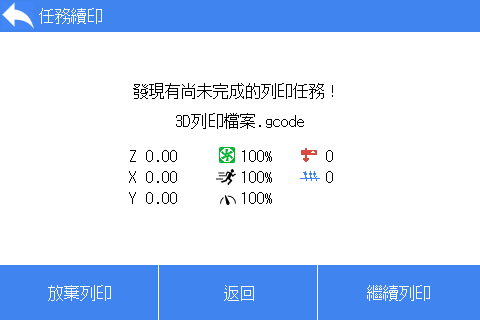 任務續印
發現有尚未完成的列印任務！
3D列印檔案.gcode
Z 0.00 100% 0
X 0.00 100% 0
Y 0.00 100%
放棄列印 返回 繼續列印